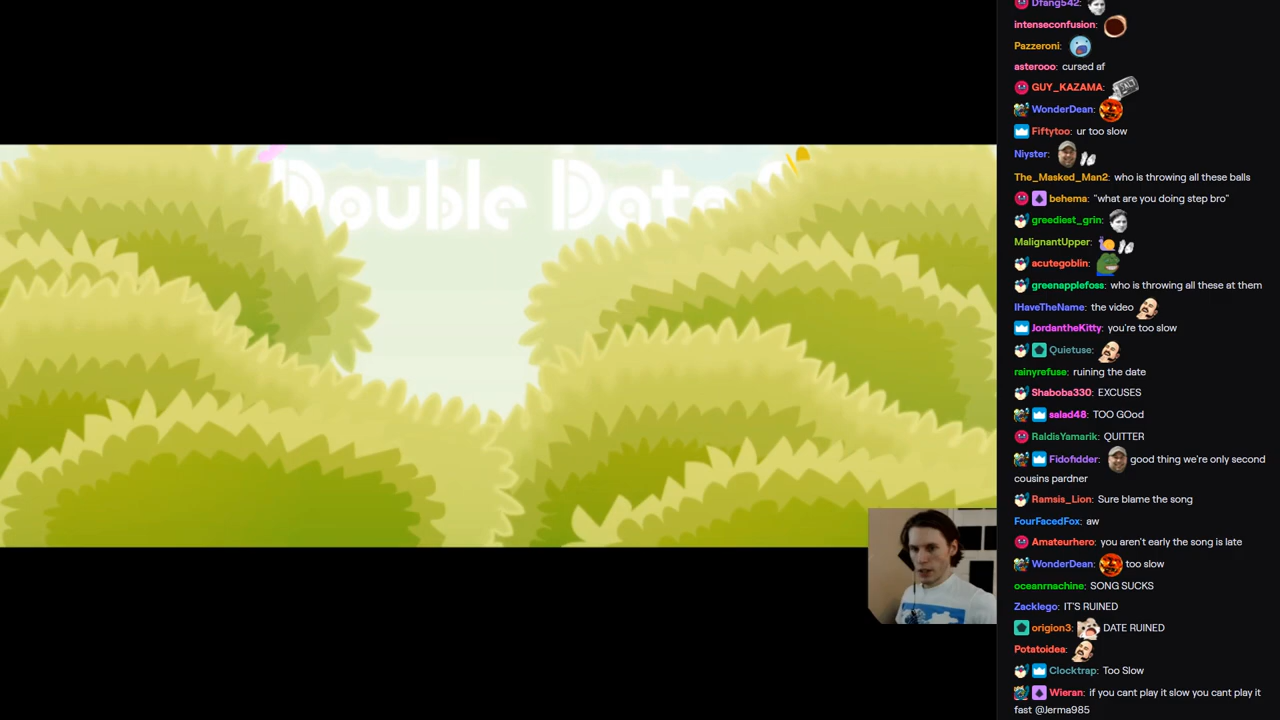 Double Date
Dfang542:
intenseconfusion:
Pazzeroni:
asterooo: cursed af
GUY_KAZAMA:
WonderDean:
Fiftytoo: ur too slow
Niyster:
The_Masked_Man2: who is throwing all these balls
behema: "what are you doing step bro"
greediest_grin:
MalignantUpper:
acutegoblin:
greenapplefoss: who is throwing all these at them
IHaveTheName: the video
JordantheKitty: you're too slow
Quietuse:
rainyrefuse: ruining the date
Shaboba330: EXCUSES
salad48: TOO GOod
RaldisYamarik: QUITTER
Fidofidder: good thing we're only second
cousins pardner
Ramsis_Lion: Sure blame the song
FourFacedFox: aw
Amateurhero: you aren't early the song is late
WonderDean: too slow
oceanrnachine: SONG SUCKS
Zacklego: IT'S RUINED
origion3: DATE RUINED
Potatoidea:
Clocktrap: Too Slow
Wieran: if you cant play it slow you cant play it
fast @Jerma985